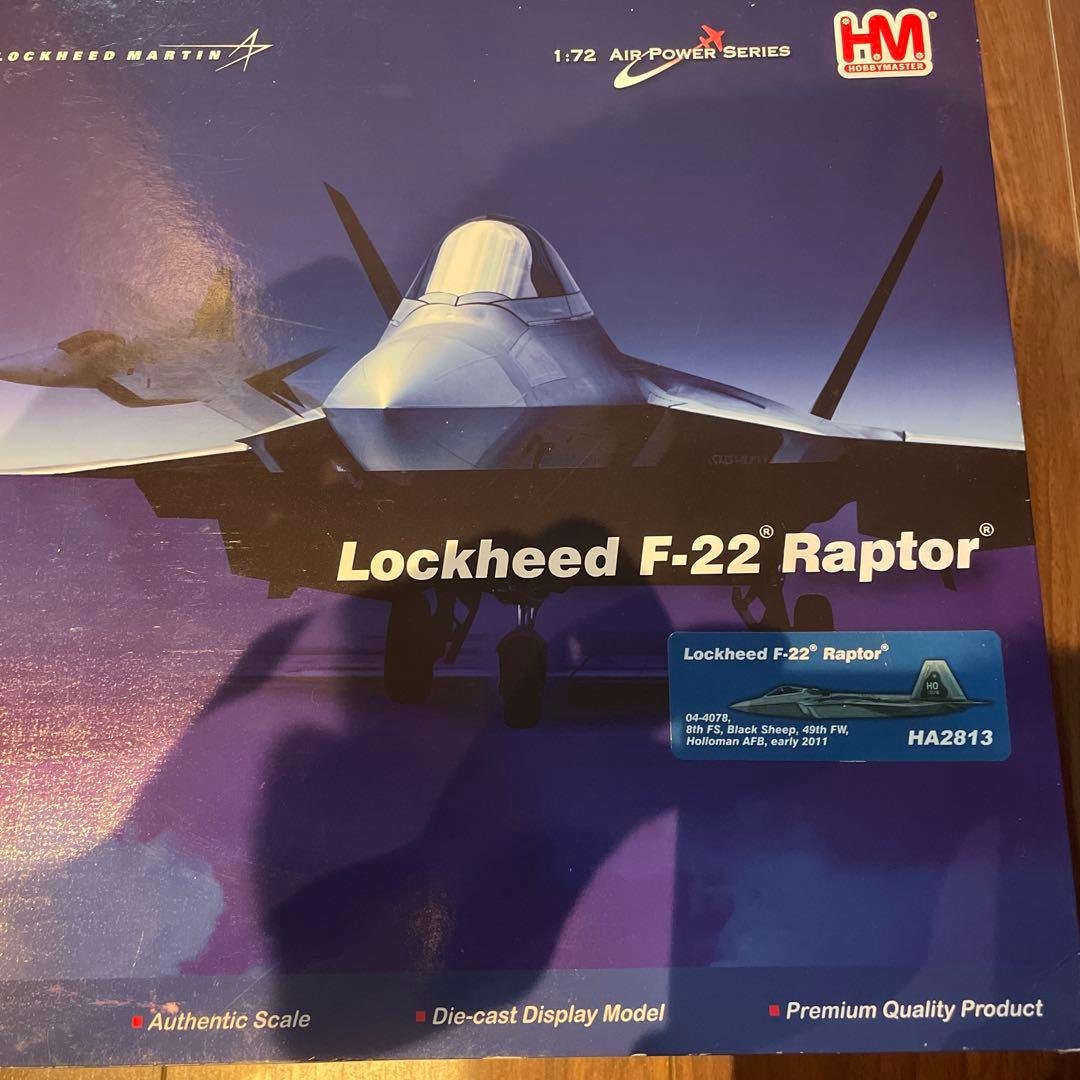 LOCKHEED MARTIN
1:72 AIR POWER SERIES
HM
HOBBYMASTER
Lockheed F-22® Raptor®
Lockheed F-22® Raptor®
HO
04-4078,
8th FS, Black Sheep, 49th FW,
Holloman AFB, early 2011
HA2813
Authentic Scale
Die-cast Display Model
Premium Quality Product